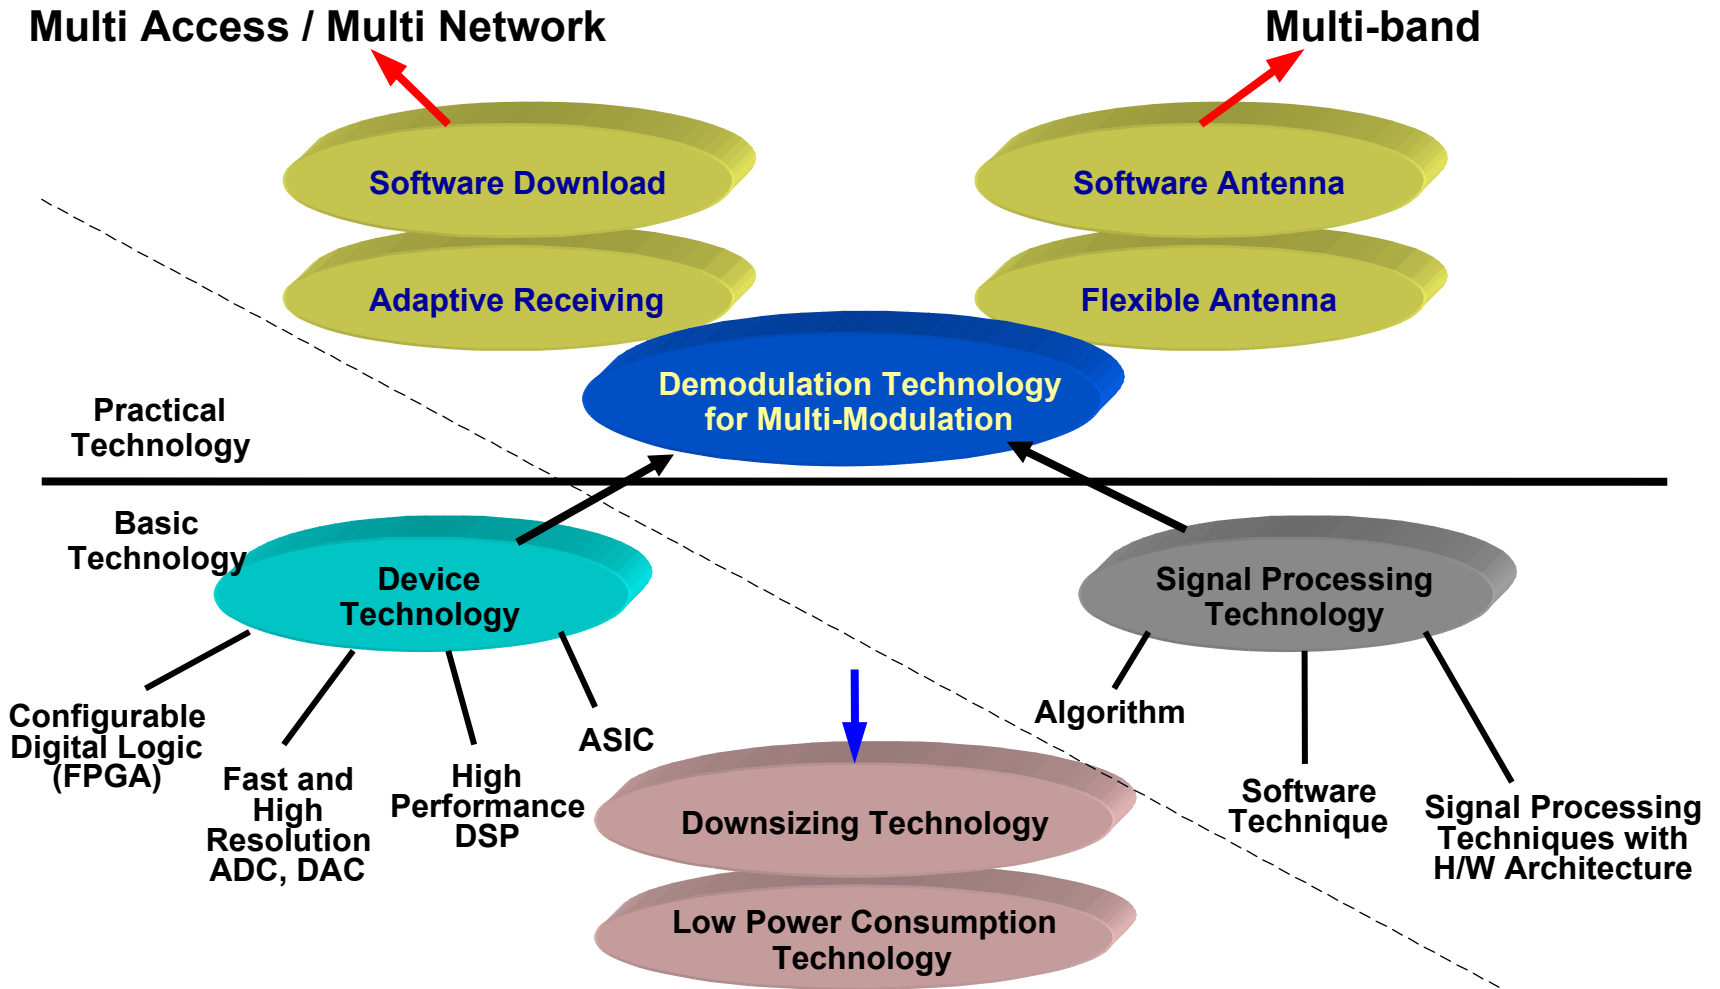 Multi Access / Multi Network
Multi-band
Software Download
Software Antenna
Adaptive Receiving
Flexible Antenna
Demodulation Technology
for Multi-Modulation
Practical
Technology
Basic
Technology
Device
Technology
Signal Processing
Technology
Configurable
Digital Logic
(FPGA)
Fast and
High
Resolution
ADC, DAC
High
Performance
DSP
ASIC
Algorithm
Software
Technique
Signal Processing
Techniques with
H/W Architecture
Downsizing Technology
Low Power Consumption
Technology